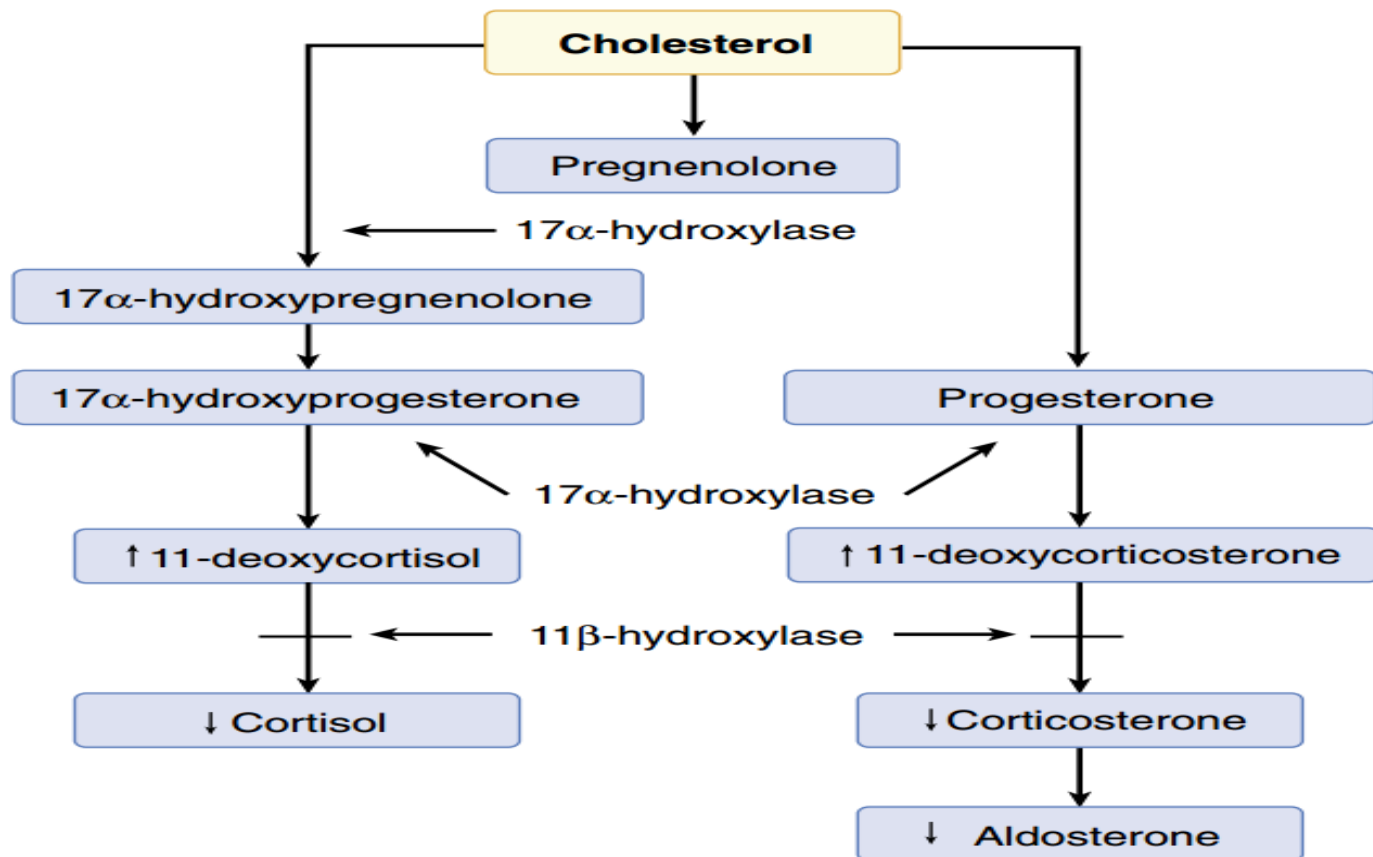 Cholesterol
Pregnenolone
17α-hydroxylase
17α-hydroxypregnenolone
17α-hydroxyprogesterone
Progesterone
17α-hydroxylase
↑ 11-deoxycortisol
↑ 11-deoxycorticosterone
11β-hydroxylase
↓ Cortisol
↓ Corticosterone
↓ Aldosterone